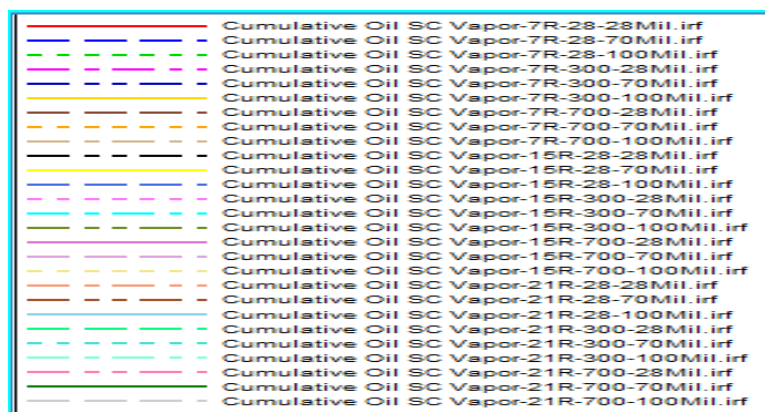 Cumulative Oil SC Vapor-7R-28-28Mil.irf
Cumulative Oil SC Vapor-7R-28-70Mil.irf
Cumulative Oil SC Vapor-7R-28-100Mil.irf
Cumulative Oil SC Vapor-7R-300-28Mil.irf
Cumulative Oil SC Vapor-7R-300-70Mil.irf
Cumulative Oil SC Vapor-7R-300-100Mil.irf
Cumulative Oil SC Vapor-7R-700-28Mil.irf
Cumulative Oil SC Vapor-7R-700-70Mil.irf
Cumulative Oil SC Vapor-7R-700-100Mil.irf
Cumulative Oil SC Vapor-15R-28-28Mil.irf
Cumulative Oil SC Vapor-15R-28-70Mil.irf
Cumulative Oil SC Vapor-15R-28-100Mil.irf
Cumulative Oil SC Vapor-15R-300-28Mil.irf
Cumulative Oil SC Vapor-15R-300-70Mil.irf
Cumulative Oil SC Vapor-15R-300-100Mil.irf
Cumulative Oil SC Vapor-15R-700-28Mil.irf
Cumulative Oil SC Vapor-15R-700-70Mil.irf
Cumulative Oil SC Vapor-15R-700-100Mil.irf
Cumulative Oil SC Vapor-21R-28-28Mil.irf
Cumulative Oil SC Vapor-21R-28-70Mil.irf
Cumulative Oil SC Vapor-21R-28-100Mil.irf
Cumulative Oil SC Vapor-21R-300-28Mil.irf
Cumulative Oil SC Vapor-21R-300-70Mil.irf
Cumulative Oil SC Vapor-21R-300-100Mil.irf
Cumulative Oil SC Vapor-21R-700-28Mil.irf
Cumulative Oil SC Vapor-21R-700-70Mil.irf
Cumulative Oil SC Vapor-21R-700-100Mil.irf